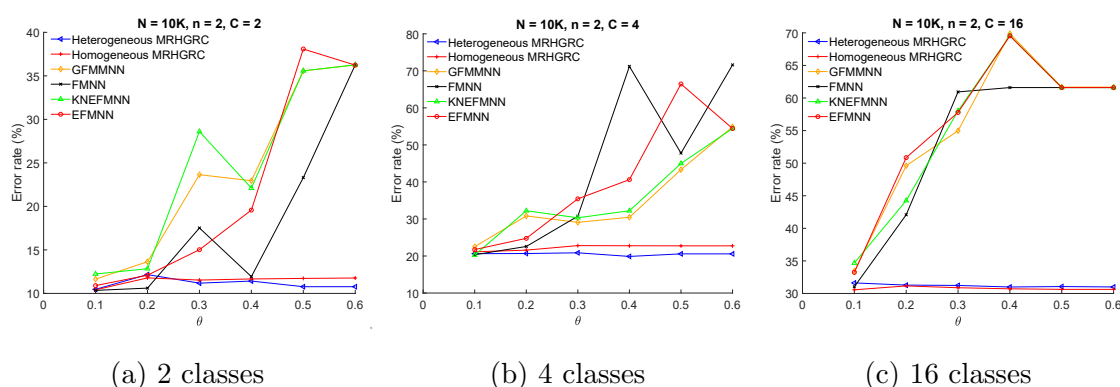 N = 10K, n = 2, C = 2
Heterogeneous MRHGRC
Homogeneous MRHGRC
GFMMNN
FMNN
KNEFMNN
EFMNN
Error rate (%)
40
35
30
25
20
15
10
0 0.1 0.2 0.3 0.4 0.5 0.6
θ
(a) 2 classes
N = 10K, n = 2, C = 4
Heterogeneous MRHGRC
Homogeneous MRHGRC
GFMMNN
FMNN
KNEFMNN
EFMNN
Error rate (%)
80
70
60
50
40
30
20
10
0 0.1 0.2 0.3 0.4 0.5 0.6
θ
(b) 4 classes
N = 10K, n = 2, C = 16
Heterogeneous MRHGRC
Homogeneous MRHGRC
GFMMNN
FMNN
KNEFMNN
EFMNN
Error rate (%)
70
65
60
55
50
45
40
35
30
0 0.1 0.2 0.3 0.4 0.5 0.6
θ
(c) 16 classes